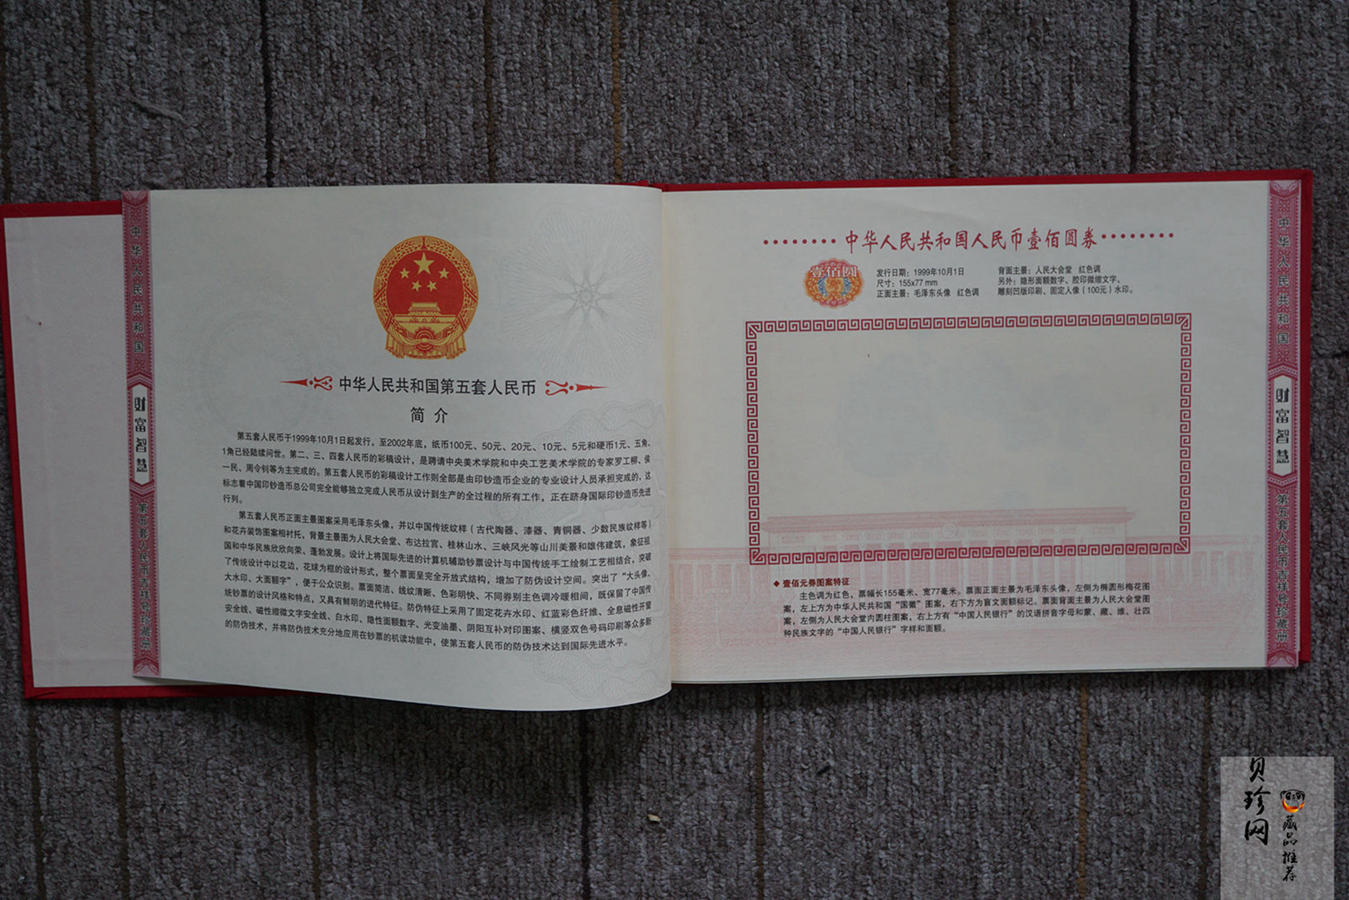 中华人民共和国
财富智慧
第五套人民币吉祥号珍藏册
中华人民共和国第五套人民币
简 介
第五套人民币于1999年10月1日起发行，至2002年底，纸币100元、50元、20元、10元、5元和硬币1元、五角、
1角已经陆续问世。第二、三、四套人民币的彩稿设计，是聘请中央美术学院和中央工艺美术学院的专家罗工柳、侯
一民、周令钊等为主完成的。第五套人民币的彩稿设计工作则全部是由印钞造币企业的专业设计人员承担完成的，这
标志着中国印钞造币总公司完全能够独立完成人民币从设计到生产的全过程的所有工作，正在跻身国际印钞造币先进
行列。
第五套人民币正面主景图案采用毛泽东头像，并以中国传统纹样（古代陶器、漆器、青铜器、少数民族纹样等）
和花卉装饰图案相衬托，背景主景图为人民大会堂、布达拉宫、桂林山水、三峡风光等山川美景和雄伟建筑，象征祖
国和中华民族欣欣向荣、蓬勃发展。设计上将国际先进的计算机辅助钞票设计与中国传统手工绘制工艺相结合，突破
了传统设计中以花边，花球为框的设计形式，整个票面呈完全开放式结构，增加了防伪设计空间。突出了“大头像、
大水印、大面额字”，便于公众识别。票面简洁、线纹清晰、色彩明快、不同券别主色调冷暖相间，既保留了中国传
统钞票的设计风格和特点，又具有鲜明的进代特征。防伪特征上采用了固定花卉水印、红蓝彩色纤维、全息磁性开窗
安全线、磁性缩微文字安全线、白水印、隐性面额数字、光变油墨、阴阳互补对印图案、横竖双色号码印刷等众多新
的防伪技术，并将防伪技术充分地应用在钞票的机读功能中，使第五套人民币的防伪技术达到国际先进水平。
中华人民共和国人民币壹佰圆券
壹佰圆
发行日期：1999年10月1日
尺寸：155x77 mm
正面主景：毛泽东头像 红色调
背面主景：人民大会堂 红色调
另外：隐形面额数字、胶印微缩文字、
雕刻凹版印刷、固定人像（100元）水印。
◆ 壹佰元券图案特征
主色调为红色，票幅长155毫米、宽77毫米。票面正面主景为毛泽东头像，左侧为椭圆形梅花图
案，左上方为中华人民共和国“国徽”图案，右下方为盲文面额标记。票面背面主景为人民大会堂图
案，左侧为人民大会堂内圆柱图案，右上方有“中国人民银行”的汉语拼音字母和蒙、藏、维、壮四
种民族文字的“中国人民银行”字样和面额。
中华人民共和国
财富智慧
第五套人民币吉祥号珍藏册
贝珍网
藏品推荐